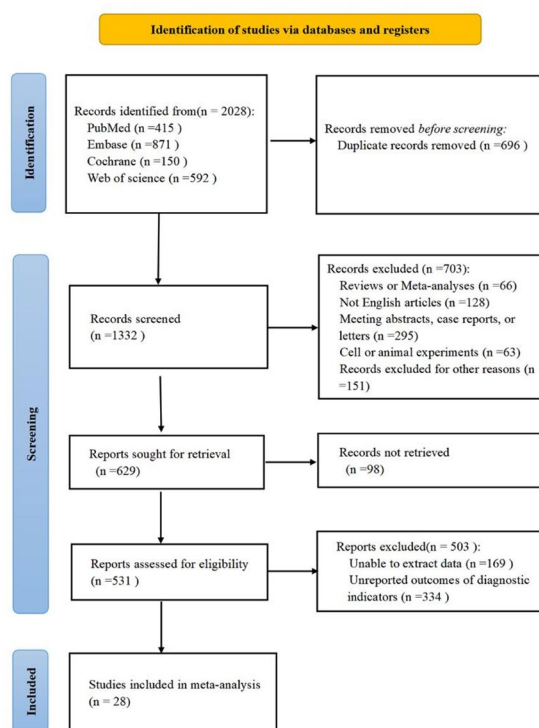 Identification of studies via databases and registers
Identification
Records identified from(n = 2028):
PubMed (n =415 )
Embase (n =871 )
Cochrane (n =150 )
Web of science (n =592 )
Records removed before screening:
Duplicate records removed (n =696 )
Screening
Records screened
(n =1332 )
Records excluded (n =703):
Reviews or Meta-analyses (n =66)
Not English articles (n =128)
Meeting abstracts, case reports, or
letters (n =295)
Cell or animal experiments (n =63)
Records excluded for other reasons (n
=151)
Reports sought for retrieval
(n =629)
Records not retrieved
(n =98)
Reports assessed for eligibility
(n =531 )
Reports excluded(n = 503 ):
Unable to extract data (n =169 )
Unreported outcomes of diagnostic
indicators (n =334 )
Included
Studies included in meta-analysis
(n = 28 )